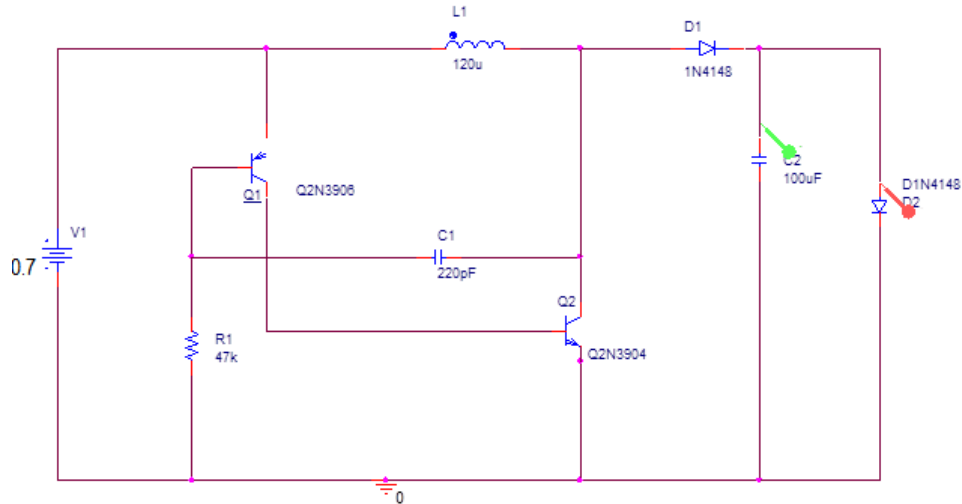 L1
120u
D1
1N4148
Q1
Q2N3906
C2
100uF
D1N4148
D2
V1
0.7
C1
220pF
R1
47k
Q2
Q2N3904
0